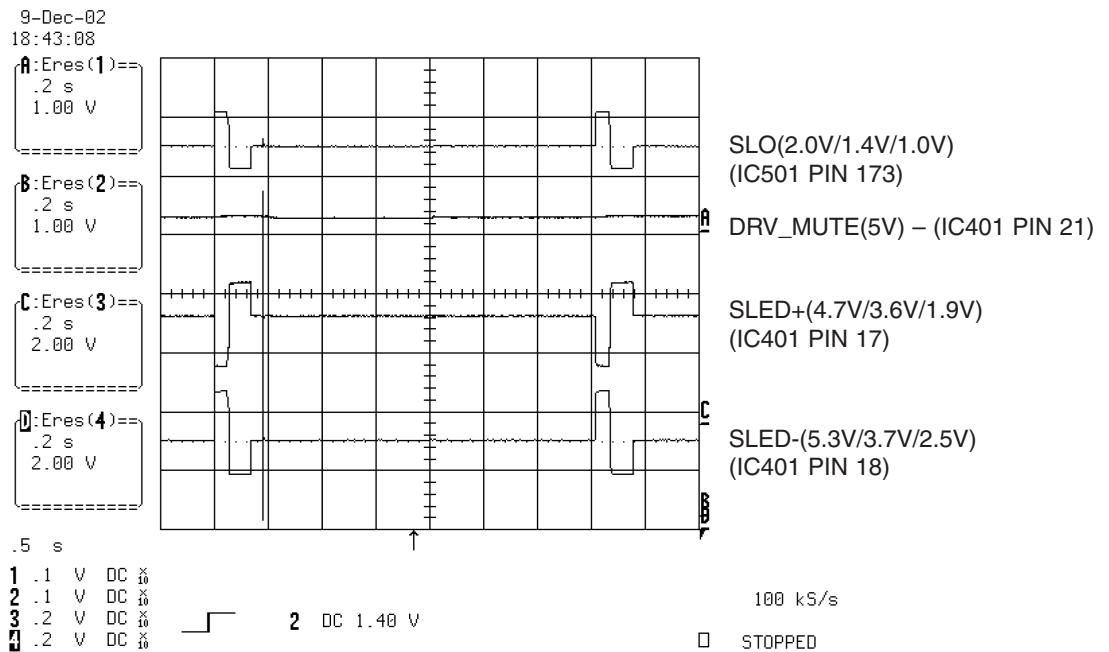 9-Dec-02
18:43:08
A:Eres(1)==
.2 s
1.00 V
===========
B:Eres(2)==
.2 s
1.00 V
===========
C:Eres(3)==
.2 s
2.00 V
===========
D:Eres(4)==
.2 s
2.00 V
===========
A
C
B
D
SLO(2.0V/1.4V/1.0V)
(IC501 PIN 173)
DRV_MUTE(5V) – (IC401 PIN 21)
SLED+(4.7V/3.6V/1.9V)
(IC401 PIN 17)
SLED-(5.3V/3.7V/2.5V)
(IC401 PIN 18)
.5 s
1 .1 V DC x10
2 .1 V DC x10
3 .2 V DC x10
4 .2 V DC x10
2 DC 1.40 V
100 kS/s
STOPPED